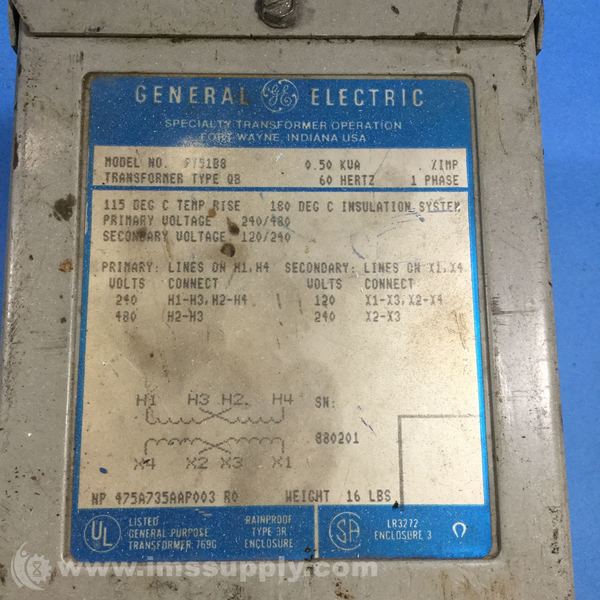 GENERAL GE ELECTRIC
SPECIALTY TRANSFORMER OPERATION
FORT WAYNE, INDIANA USA
MODEL NO. 9T51B8 0.50 KVA . %IMP
TRANSFORMER TYPE QB 60 HERTZ 1 PHASE
115 DEG C TEMP RISE 180 DEG C INSULATION SYSTEM
PRIMARY VOLTAGE 240/480
SECONDARY VOLTAGE 120/240
PRIMARY: LINES ON H1,H4 SECONDARY: LINES ON X1,X4
VOLTS CONNECT VOLTS CONNECT
240 H1-H3,H2-H4 120 X1-X3,X2-X4
480 H2-H3 240 X2-X3
H1 H3 H2 H4 SN:
880201
X4 X2 X3 X1
NP 475A735AAP003 R0 WEIGHT 16 LBS
UL LISTED RAINPROOF SA LR3272
GENERAL PURPOSE TYPE 3R ENCLOSURE 3
TRANSFORMER 769G ENCLOSURE
© www.imssupply.com